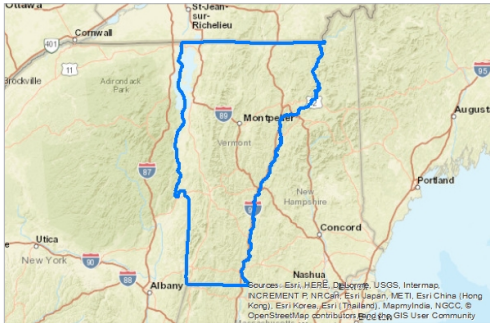 Ottawa
St-Jean-
sur-
Richelieu
Cornwall
401
11
Brockville
Adirondack
Park
95
89
Montpelier
Vermont
August
87
Portland
New
Hampshire
Concord
Utica
New York
90
88
Albany
Nashua
Sources: Esri, HERE, DeLorme, USGS, Intermap,
INCREMENT P, NRCan, Esri Japan, METI, Esri China (Hong
Kong), Esri Korea, Esri (Thailand), MapmyIndia, NGCC, ©
OpenStreetMap contributors, and the GIS User Community